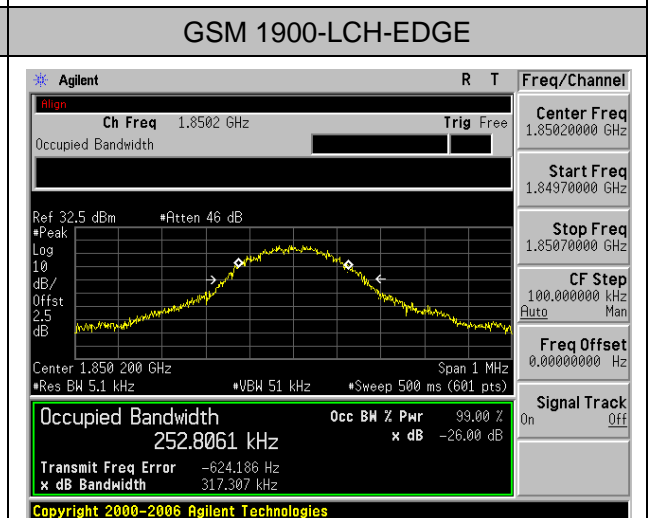 GSM 1900-LCH-EDGE
Agilent R T Freq/Channel
Align
Ch Freq 1.8502 GHz Trig Free
Occupied Bandwidth
Center Freq
1.85020000 GHz
Start Freq
1.84970000 GHz
Stop Freq
1.85070000 GHz
CF Step
100.000000 kHz
Auto Man
Freq Offset
0.00000000 Hz
Signal Track
On Off
Ref 32.5 dBm #Atten 46 dB
#Peak
Log
10
dB/
Offst
2.5
dB
Center 1.850 200 GHz Span 1 MHz
#Res BW 5.1 kHz #VBW 51 kHz #Sweep 500 ms (601 pts)
Occupied Bandwidth Occ BW % Pwr 99.00 %
252.8061 kHz x dB -26.00 dB
Transmit Freq Error -624.186 Hz
x dB Bandwidth 317.307 kHz
Copyright 2000-2006 Agilent Technologies